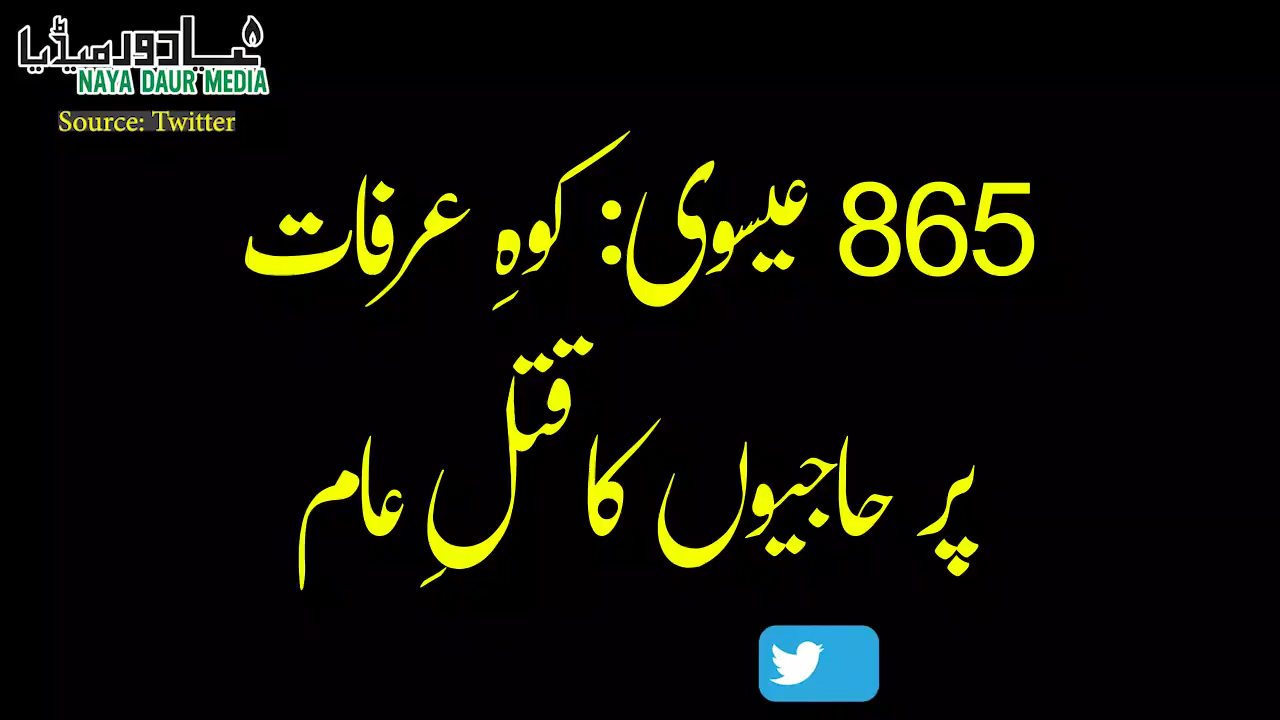 نیا دور میڈیا
NAYA DAUR MEDIA
Source: Twitter
865 عیسوی: کوہِ عرفات
پر حاجیوں کا قتلِ عام